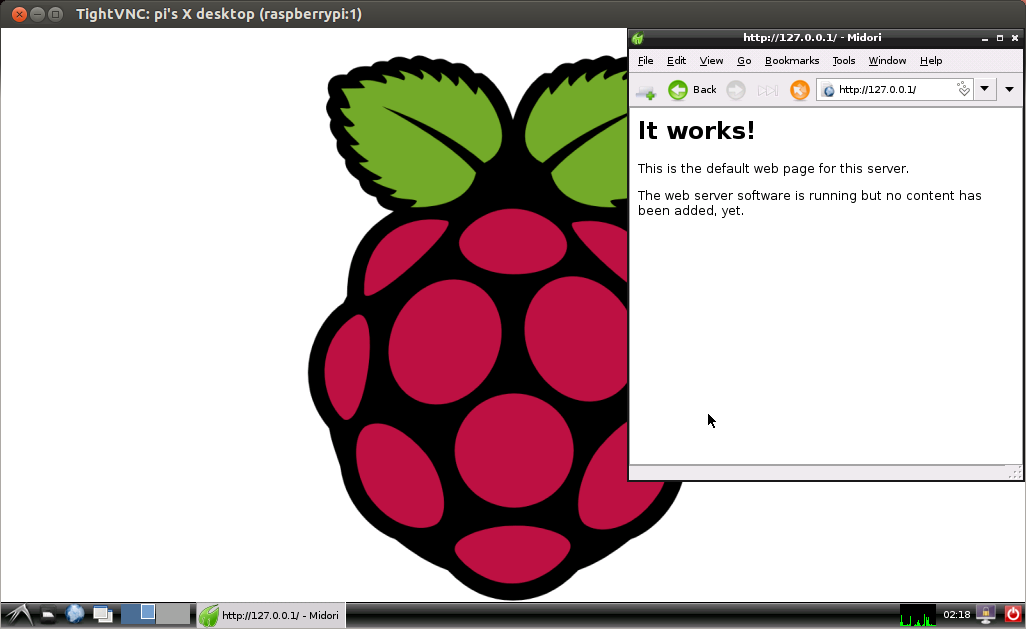 TightVNC: pi's X desktop (raspberrypi:1)
http://127.0.0.1/ - Midori
File Edit View Go Bookmarks Tools Window Help
Back http://127.0.0.1/
It works!
This is the default web page for this server.
The web server software is running but no content has
been added, yet.
http://127.0.0.1/ - Midori 02:18